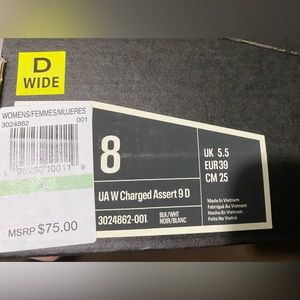 D
WIDE
WOMENS/FEMMES/MUJERES
3024862 001
8
MSRP $75.00
8
UA W Charged Assert 9 D
3024862-001
BLK/WHT
NOIR/BLANC
UK 5.5
EUR 39
CM 25
Made In Vietnam
Fabriqué Au Vietnam
Hecho En Vietnam
Feito No Vietnã